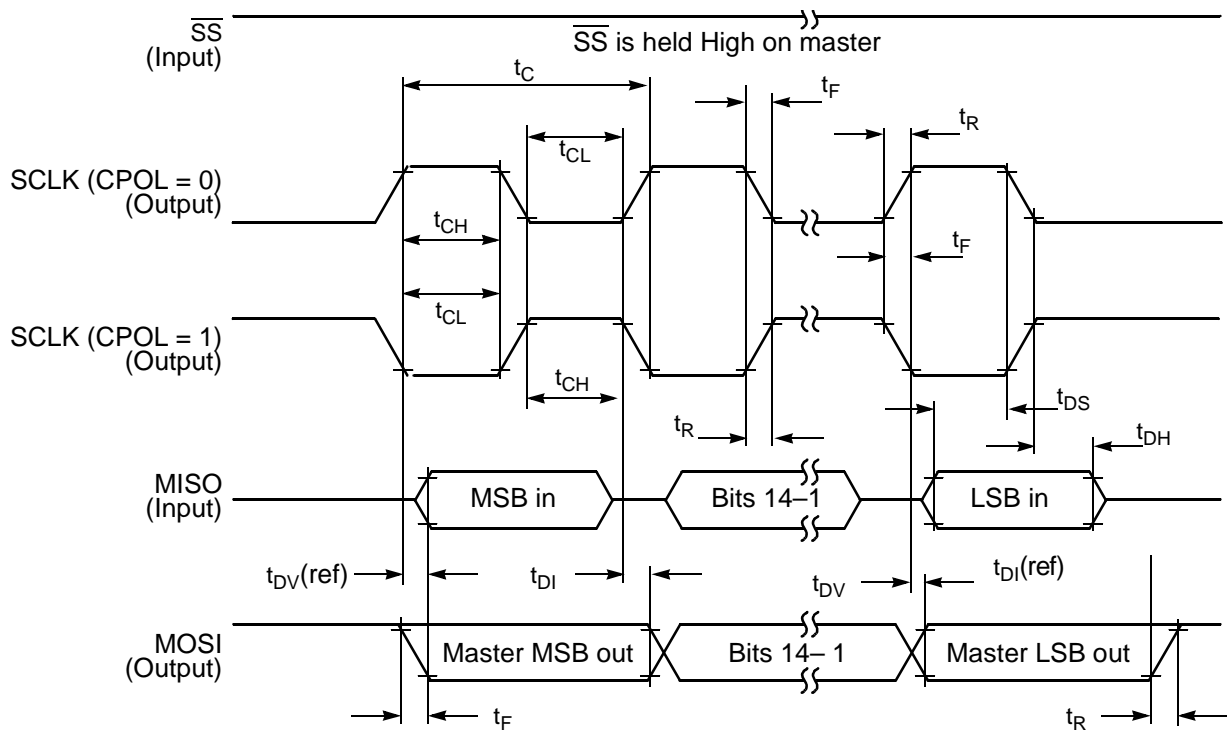 SS
(Input)
SS is held High on master
tC
tF
tR
tCL
SCLK (CPOL = 0)
(Output)
tCH
tF
tCL
SCLK (CPOL = 1)
(Output)
tCH
tDS
tR
tDH
MISO
(Input)
MSB in
Bits 14–1
LSB in
tDV(ref)
tDI
tDV
tDI(ref)
MOSI
(Output)
Master MSB out
Bits 14– 1
Master LSB out
tF
tR